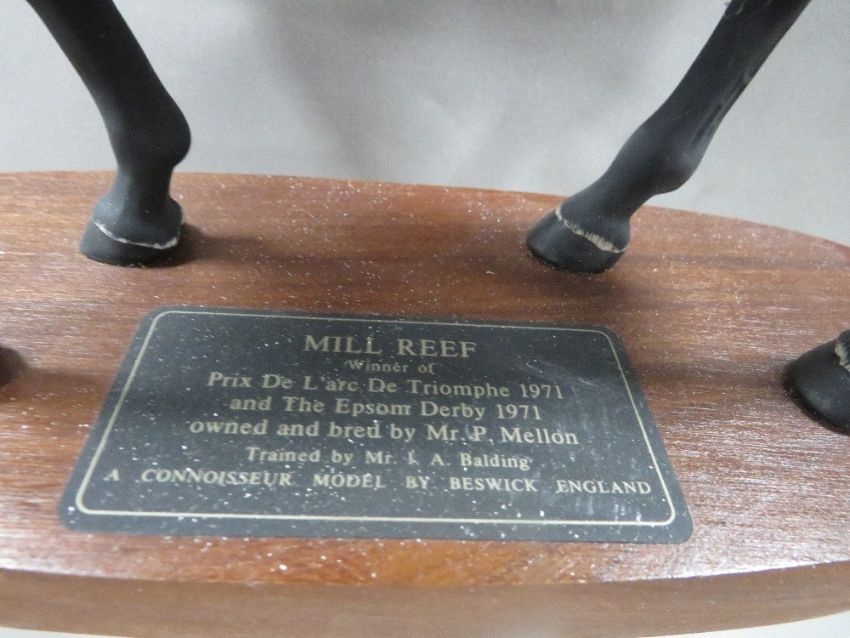 MILL REEF
Winner of
Prix De L'arc De Triomphe 1971
and The Epsom Derby 1971
owned and bred by Mr. P. Mellon
Trained by Mr. I. A. Balding
A CONNOISSEUR MODEL BY BESWICK ENGLAND